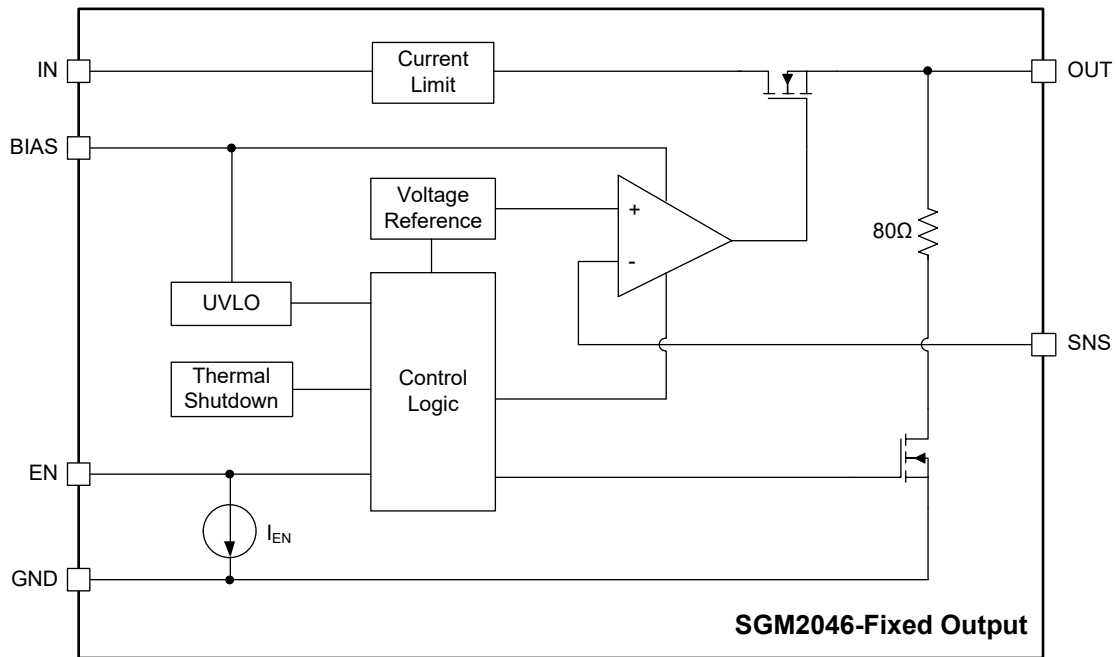 IN
Current
Limit
OUT
BIAS
Voltage
Reference
+
80Ω
-
UVLO
SNS
Thermal
Shutdown
Control
Logic
EN
I_EN
GND
SGM2046-Fixed Output